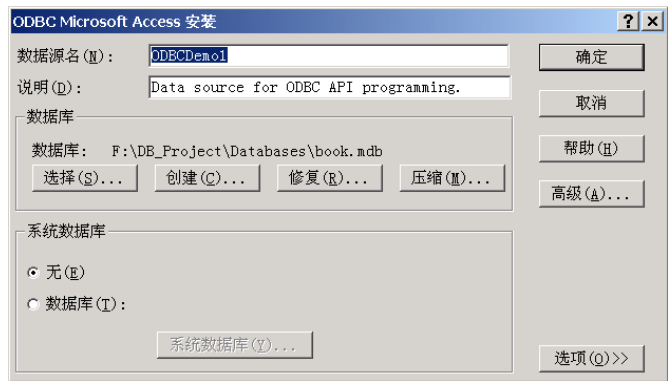 ODBC Microsoft Access 安装
数据源名(N): ODBCDemo1
确定
说明(D): Data source for ODBC API programming.
取消
数据库
数据库: F:\DB_Project\Databases\book.mdb
帮助(H)
选择(S)... 创建(C)... 修复(R)... 压缩(M)...
高级(A)...
系统数据库
无(E)
数据库(T):
系统数据库(Y)...
选项(O)>>